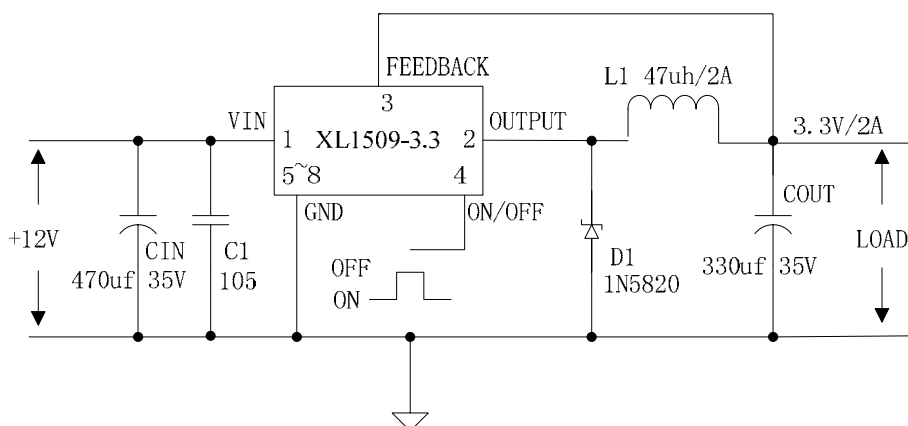 FEEDBACK
3
L1 47uh/2A
VIN
1
XL1509-3.3
2
OUTPUT
3.3V/2A
5~8
4
GND
ON/OFF
COUT
+12V
CIN
C1
OFF
D1
LOAD
470uf 35V
105
ON
1N5820
330uf 35V